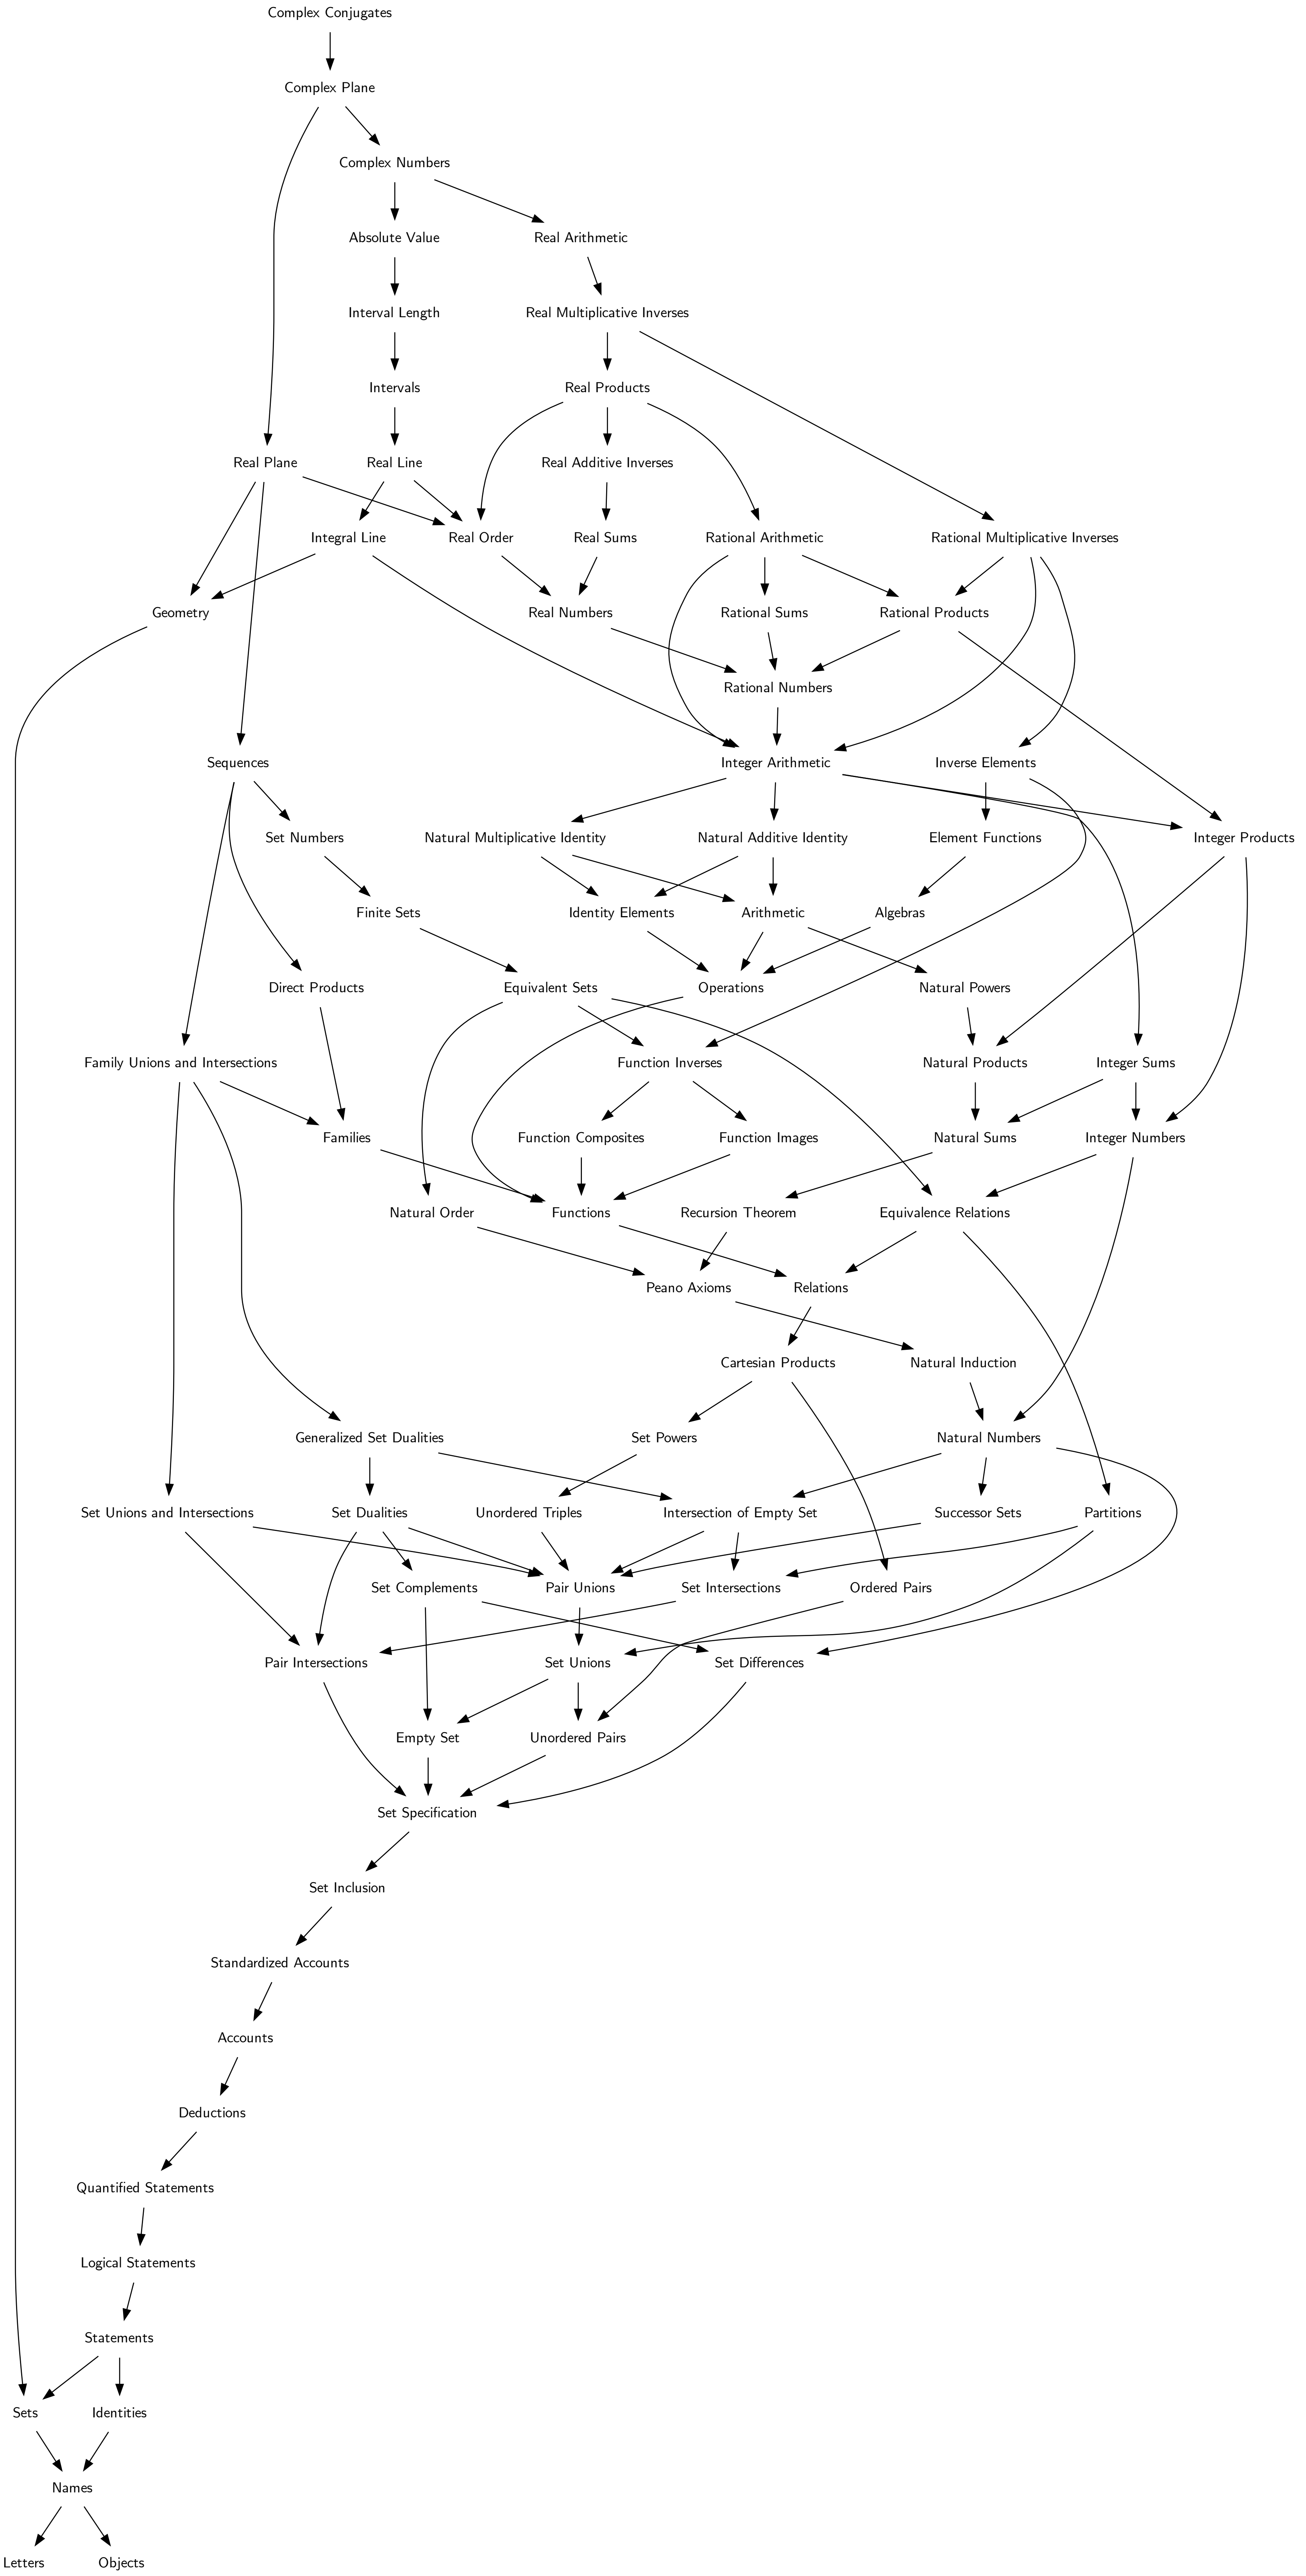 Complex Conjugates
Complex Plane
Complex Numbers
Absolute Value
Real Arithmetic
Interval Length
Real Multiplicative Inverses
Intervals
Real Products
Real Plane
Real Line
Real Additive Inverses
Integral Line
Real Order
Real Sums
Rational Arithmetic
Rational Multiplicative Inverses
Geometry
Real Numbers
Rational Sums
Rational Products
Rational Numbers
Sequences
Integer Arithmetic
Inverse Elements
Set Numbers
Natural Multiplicative Identity
Natural Additive Identity
Element Functions
Integer Products
Finite Sets
Identity Elements
Arithmetic
Algebras
Direct Products
Equivalent Sets
Operations
Natural Powers
Family Unions and Intersections
Function Inverses
Natural Products
Integer Sums
Families
Function Composites
Function Images
Natural Sums
Integer Numbers
Natural Order
Functions
Recursion Theorem
Equivalence Relations
Peano Axioms
Relations
Cartesian Products
Natural Induction
Generalized Set Dualities
Set Powers
Natural Numbers
Set Unions and Intersections
Set Dualities
Unordered Triples
Intersection of Empty Set
Successor Sets
Partitions
Set Complements
Pair Unions
Set Intersections
Ordered Pairs
Pair Intersections
Set Unions
Set Differences
Empty Set
Unordered Pairs
Set Specification
Set Inclusion
Standardized Accounts
Accounts
Deductions
Quantified Statements
Logical Statements
Statements
Sets
Identities
Names
Letters
Objects